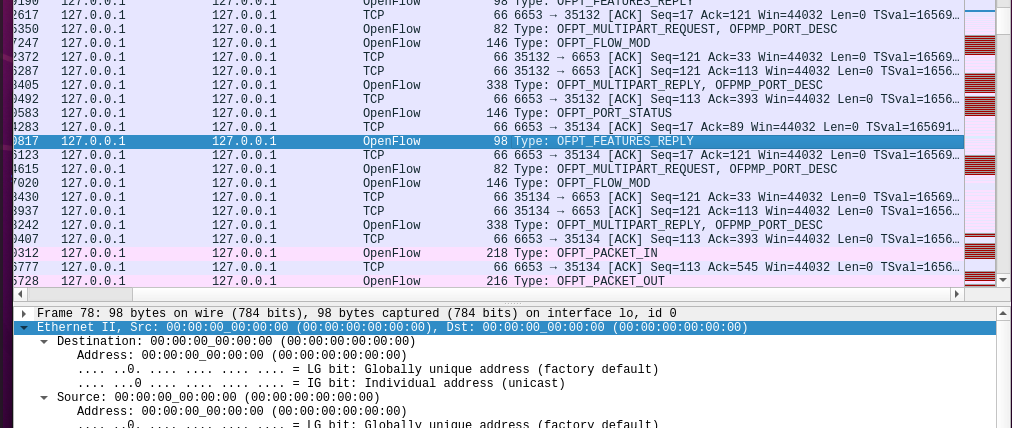 9190 127.0.0.1 127.0.0.1 OpenFlow 98 Type: OFPT_FEATURES_REPLY
2617 127.0.0.1 127.0.0.1 TCP 66 6653 → 35132 [ACK] Seq=17 Ack=121 Win=44032 Len=0 TSval=16569…
5350 127.0.0.1 127.0.0.1 OpenFlow 82 Type: OFPT_MULTIPART_REQUEST, OFPMP_PORT_DESC
7247 127.0.0.1 127.0.0.1 OpenFlow 146 Type: OFPT_FLOW_MOD
2372 127.0.0.1 127.0.0.1 TCP 66 35132 → 6653 [ACK] Seq=121 Ack=33 Win=44032 Len=0 TSval=16569…
6287 127.0.0.1 127.0.0.1 TCP 66 35132 → 6653 [ACK] Seq=121 Ack=113 Win=44032 Len=0 TSval=1656…
8405 127.0.0.1 127.0.0.1 OpenFlow 338 Type: OFPT_MULTIPART_REPLY, OFPMP_PORT_DESC
0492 127.0.0.1 127.0.0.1 TCP 66 6653 → 35132 [ACK] Seq=113 Ack=393 Win=44032 Len=0 TSval=1656…
0583 127.0.0.1 127.0.0.1 OpenFlow 146 Type: OFPT_PORT_STATUS
4283 127.0.0.1 127.0.0.1 TCP 66 6653 → 35134 [ACK] Seq=17 Ack=89 Win=44032 Len=0 TSval=165691…
0817 127.0.0.1 127.0.0.1 OpenFlow 98 Type: OFPT_FEATURES_REPLY
6123 127.0.0.1 127.0.0.1 TCP 66 6653 → 35134 [ACK] Seq=17 Ack=121 Win=44032 Len=0 TSval=16569…
4615 127.0.0.1 127.0.0.1 OpenFlow 82 Type: OFPT_MULTIPART_REQUEST, OFPMP_PORT_DESC
7020 127.0.0.1 127.0.0.1 OpenFlow 146 Type: OFPT_FLOW_MOD
3430 127.0.0.1 127.0.0.1 TCP 66 35134 → 6653 [ACK] Seq=121 Ack=33 Win=44032 Len=0 TSval=16569…
3937 127.0.0.1 127.0.0.1 TCP 66 35134 → 6653 [ACK] Seq=121 Ack=113 Win=44032 Len=0 TSval=1656…
3242 127.0.0.1 127.0.0.1 OpenFlow 338 Type: OFPT_MULTIPART_REPLY, OFPMP_PORT_DESC
0407 127.0.0.1 127.0.0.1 TCP 66 6653 → 35134 [ACK] Seq=113 Ack=393 Win=44032 Len=0 TSval=1656…
0312 127.0.0.1 127.0.0.1 OpenFlow 218 Type: OFPT_PACKET_IN
6777 127.0.0.1 127.0.0.1 TCP 66 6653 → 35134 [ACK] Seq=113 Ack=545 Win=44032 Len=0 TSval=1656…
5728 127.0.0.1 127.0.0.1 OpenFlow 216 Type: OFPT_PACKET_OUT
Frame 78: 98 bytes on wire (784 bits), 98 bytes captured (784 bits) on interface lo, id 0
Ethernet II, Src: 00:00:00_00:00:00 (00:00:00:00:00:00), Dst: 00:00:00_00:00:00 (00:00:00:00:00:00)
Destination: 00:00:00_00:00:00 (00:00:00:00:00:00)
Address: 00:00:00_00:00:00 (00:00:00:00:00:00)
.... ..0. .... .... .... .... = LG bit: Globally unique address (factory default)
.... ...0 .... .... .... .... = IG bit: Individual address (unicast)
Source: 00:00:00_00:00:00 (00:00:00:00:00:00)
Address: 00:00:00_00:00:00 (00:00:00:00:00:00)
.... ..0. .... .... .... .... = LG bit: Globally unique address (factory default)